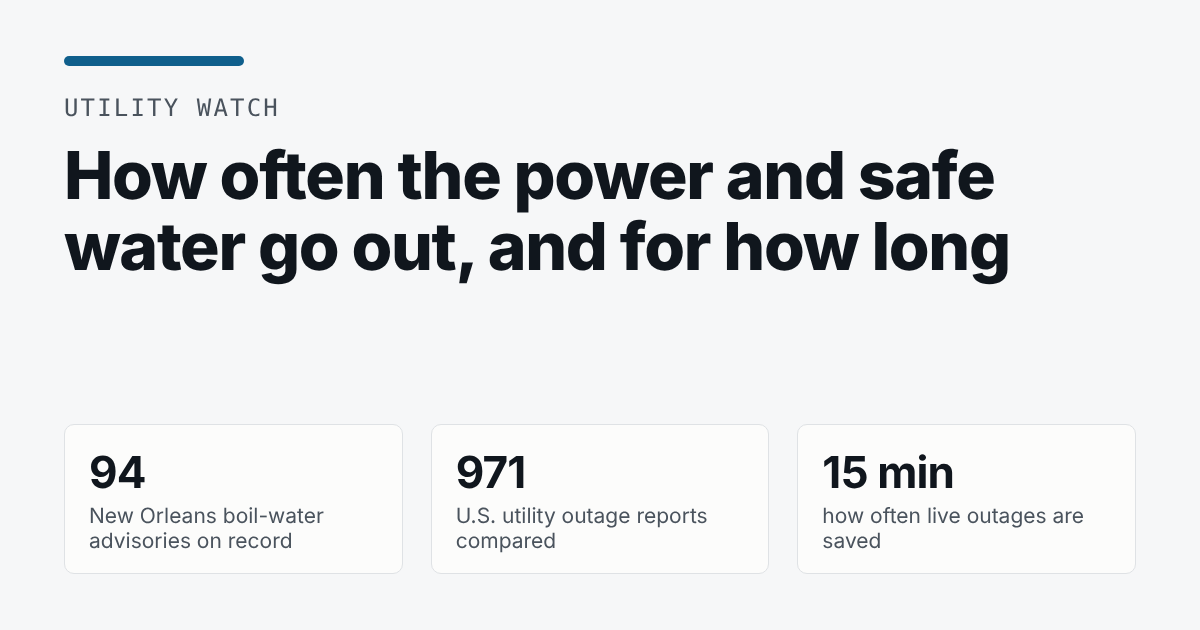 UTILITY WATCH
How often the power and safe
water go out, and for how long
94
New Orleans boil-water
advisories on record
971
U.S. utility outage reports
compared
15 min
how often live outages are
saved